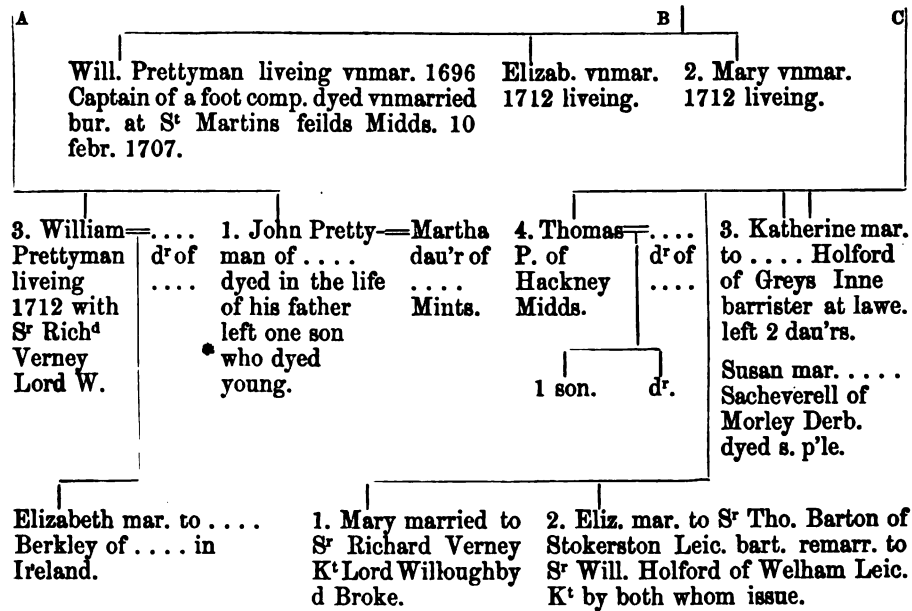 A B C
Will. Prettyman liveing vnmar. 1696
Captain of a foot comp. dyed vnmarried
bur. at Sᵗ Martins feilds Midds. 10
febr. 1707.
Elizab. vnmar.
1712 liveing.
2. Mary vnmar.
1712 liveing.
3. William=. . . .
Prettyman dʳ of
liveing . . . .
1712 with
Sʳ Richᵈ
Verney
Lord W.
1. John Pretty-=Martha
man of . . . . dau'r of
dyed in the life . . . .
of his father Mints.
left one son
who dyed
young.
4. Thomas=. . . .
P. of dʳ of
Hackney . . . .
Midds.
1 son. dʳ.
3. Katherine mar.
to . . . . Holford
of Greys Inne
barrister at lawe.
left 2 dau'rs.
Susan mar. . . . .
Sacheverell of
Morley Derb.
dyed s. p'le.
Elizabeth mar. to . . . .
Berkley of . . . . in
Ireland.
1. Mary married to
Sʳ Richard Verney
Kᵗ Lord Willoughby
d Broke.
2. Eliz. mar. to Sʳ Tho. Barton of
Stokerston Leic. bart. remarr. to
Sʳ Will. Holford of Welham Leic.
Kᵗ by both whom issue.